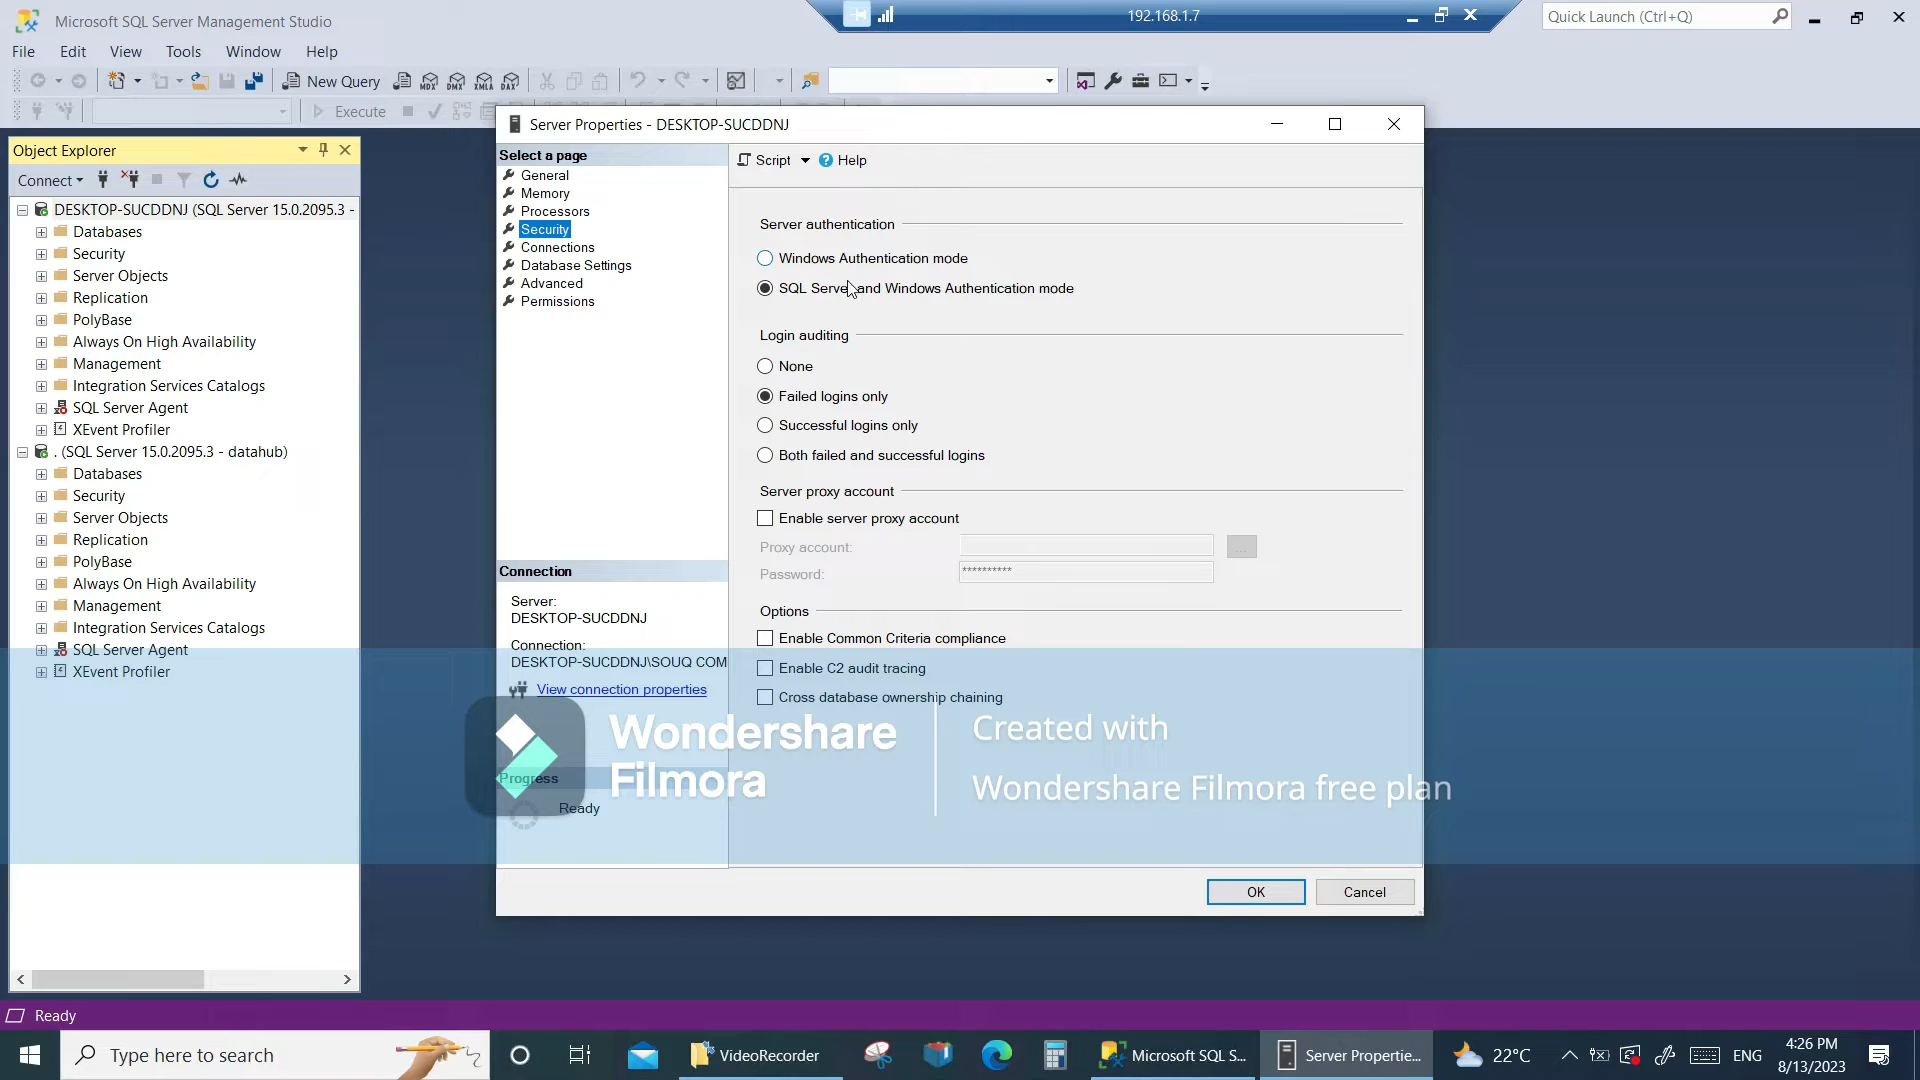 Microsoft SQL Server Management Studio
192.168.1.7
Quick Launch (Ctrl+Q)
File Edit View Tools Window Help
New Query
MDX DMX XMLA DAX
Execute
Object Explorer
Connect
DESKTOP-SUCDDNJ (SQL Server 15.0.2095.3 -
Databases
Security
Server Objects
Replication
PolyBase
Always On High Availability
Management
Integration Services Catalogs
SQL Server Agent
XEvent Profiler
. (SQL Server 15.0.2095.3 - datahub)
Databases
Security
Server Objects
Replication
PolyBase
Always On High Availability
Management
Integration Services Catalogs
SQL Server Agent
XEvent Profiler
Server Properties - DESKTOP-SUCDDNJ
Select a page
General
Memory
Processors
Security
Connections
Database Settings
Advanced
Permissions
Connection
Server:
DESKTOP-SUCDDNJ
Connection:
DESKTOP-SUCDDNJ\SOUQ COM
View connection properties
Progress
Ready
Script Help
Server authentication
Windows Authentication mode
SQL Server and Windows Authentication mode
Login auditing
None
Failed logins only
Successful logins only
Both failed and successful logins
Server proxy account
Enable server proxy account
Proxy account:
...
Password:
**********
Options
Enable Common Criteria compliance
Enable C2 audit tracing
Cross database ownership chaining
OK Cancel
Wondershare
Filmora
Created with
Wondershare Filmora free plan
Ready
Type here to search
VideoRecorder
Microsoft SQL S...
Server Propertie...
22°C
ENG
4:26 PM
8/13/2023